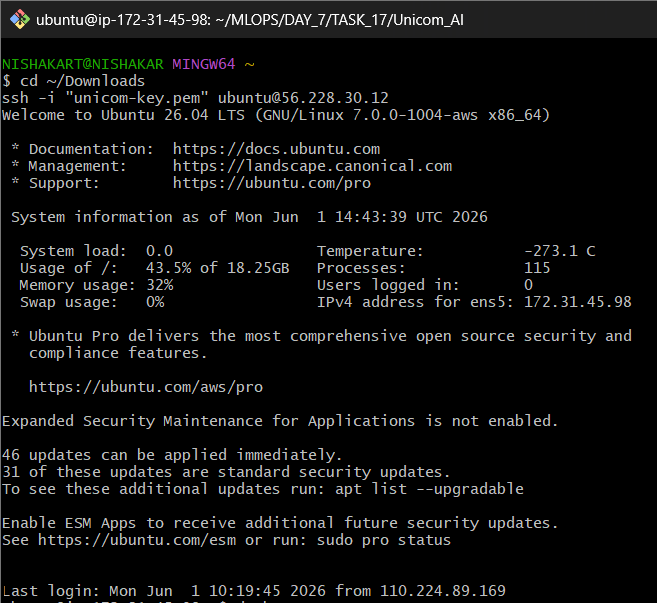 ubuntu@ip-172-31-45-98: ~/MLOPS/DAY_7/TASK_17/Unicom_AI
NISHAKART@NISHAKAR MINGW64 ~
$ cd ~/Downloads
ssh -i "unicom-key.pem" ubuntu@56.228.30.12
Welcome to Ubuntu 26.04 LTS (GNU/Linux 7.0.0-1004-aws x86_64)
* Documentation:  https://docs.ubuntu.com
* Management:     https://landscape.canonical.com
* Support:        https://ubuntu.com/pro
System information as of Mon Jun  1 14:43:39 UTC 2026
System load:  0.0                Temperature:           -273.1 C
Usage of /:   43.5% of 18.25GB   Processes:             115
Memory usage: 32%                Users logged in:       0
Swap usage:   0%                 IPv4 address for ens5: 172.31.45.98
* Ubuntu Pro delivers the most comprehensive open source security and
compliance features.
https://ubuntu.com/aws/pro
Expanded Security Maintenance for Applications is not enabled.
46 updates can be applied immediately.
31 of these updates are standard security updates.
To see these additional updates run: apt list --upgradable
Enable ESM Apps to receive additional future security updates.
See https://ubuntu.com/esm or run: sudo pro status
Last login: Mon Jun  1 10:19:45 2026 from 110.224.89.169